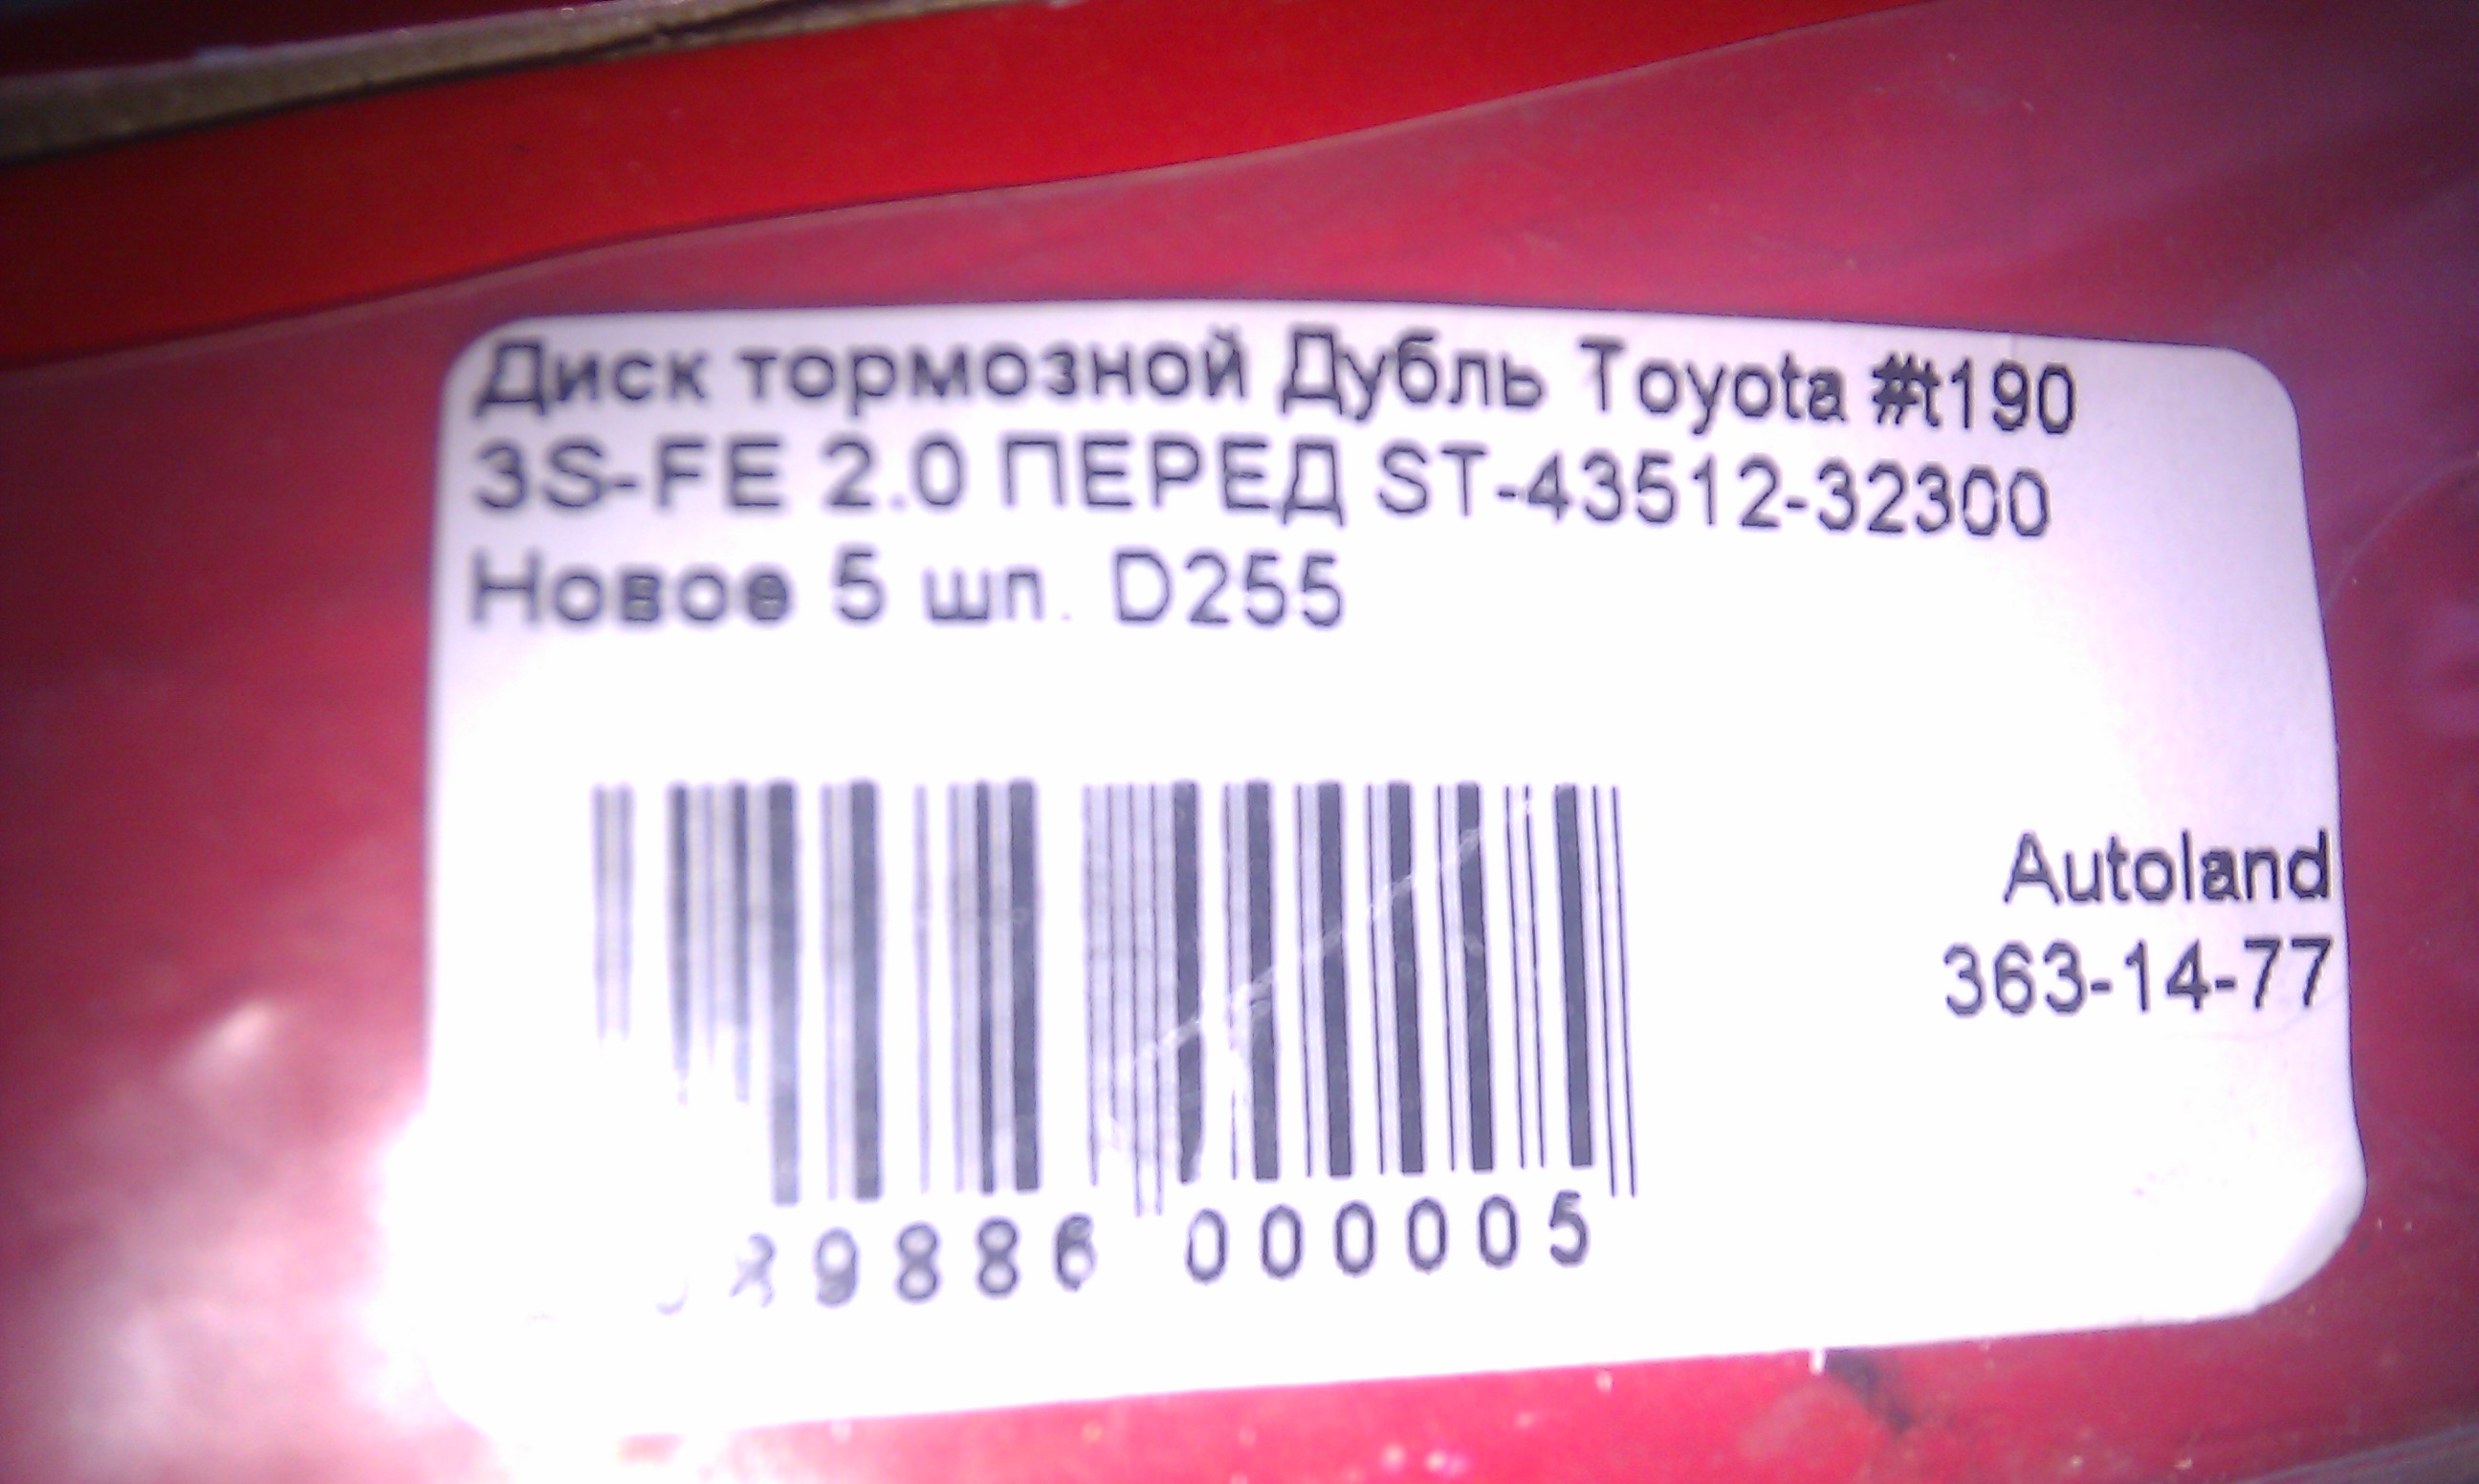 Диск тормозной Дубль Toyota #t190
3S-FE 2.0 ПЕРЕД ST-43512-32300
Новое 5 шп. D255
Autoland
363-14-77
000005